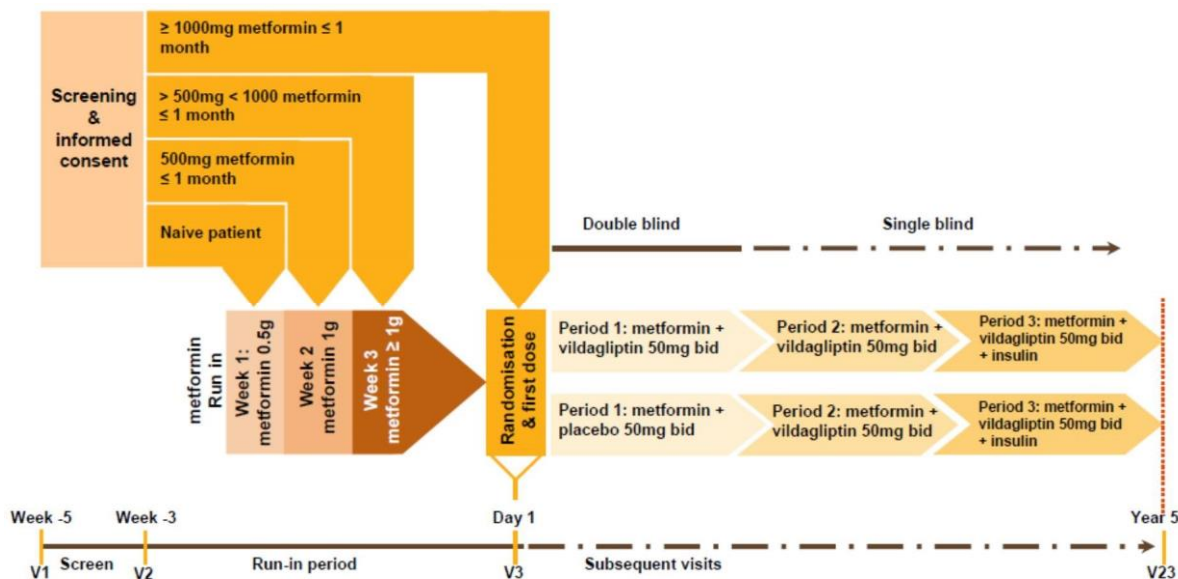 ≥ 1000mg metformin ≤ 1
month
Screening
&
informed
consent
> 500mg < 1000 metformin
≤ 1 month
500mg metformin
≤ 1 month
Naive patient
Double blind
Single blind
metformin
Run in
Week 1:
metformin 0.5g
Week 2
metformin 1g
Week 3
metformin ≥ 1g
Randomisation
& first dose
Period 1: metformin +
vildagliptin 50mg bid
Period 2: metformin +
vildagliptin 50mg bid
Period 3: metformin +
vildagliptin 50mg bid
+ insulin
Period 1: metformin +
placebo 50mg bid
Period 2: metformin +
vildagliptin 50mg bid
Period 3: metformin +
vildagliptin 50mg bid
+ insulin
Week -5
Week -3
Day 1
Year 5
Screen
Run-in period
Subsequent visits
V1
V2
V3
V23